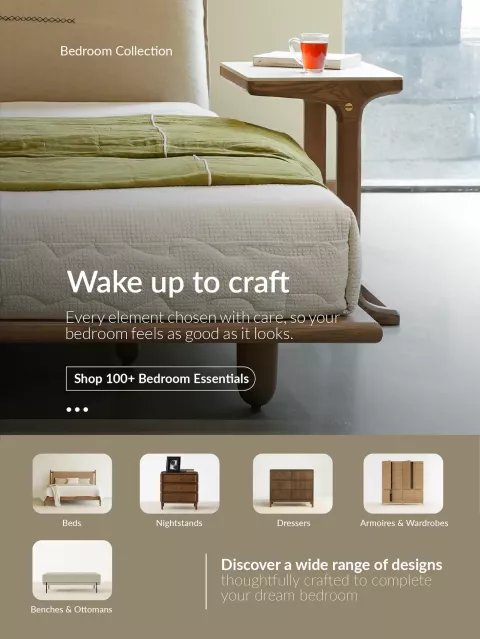 Bedroom Collection
Wake up to craft
Every element chosen with care, so your
bedroom feels as good as it looks.
Shop 100+ Bedroom Essentials
Beds
Nightstands
Dressers
Armoires & Wardrobes
Benches & Ottomans
Discover a wide range of designs
thoughtfully crafted to complete
your dream bedroom